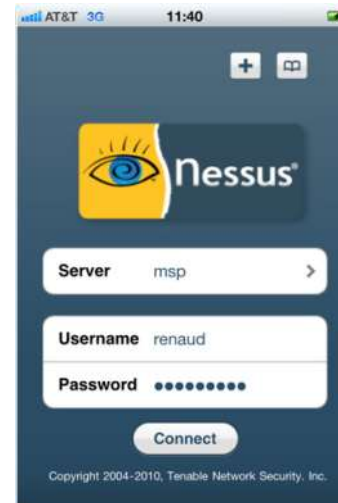 AT&T 3G 11:40
nessus®
Server msp
Username renaud
Password ●●●●●●●●●
Connect
Copyright 2004-2010, Tenable Network Security. Inc.